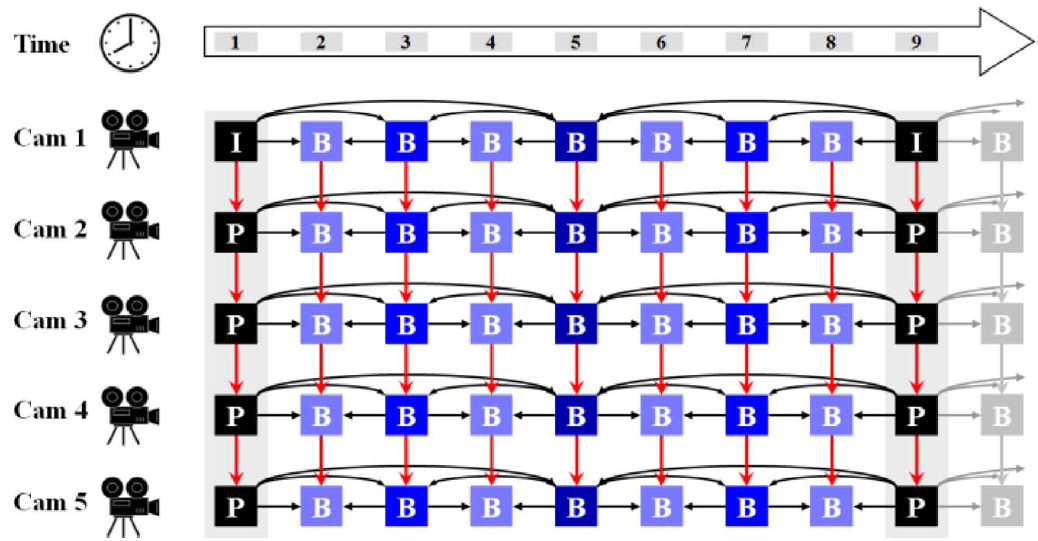 Time 1 2 3 4 5 6 7 8 9
Cam 1 I B B B B B B B I B
Cam 2 P B B B B B B B P B
Cam 3 P B B B B B B B P B
Cam 4 P B B B B B B B P B
Cam 5 P B B B B B B B P B